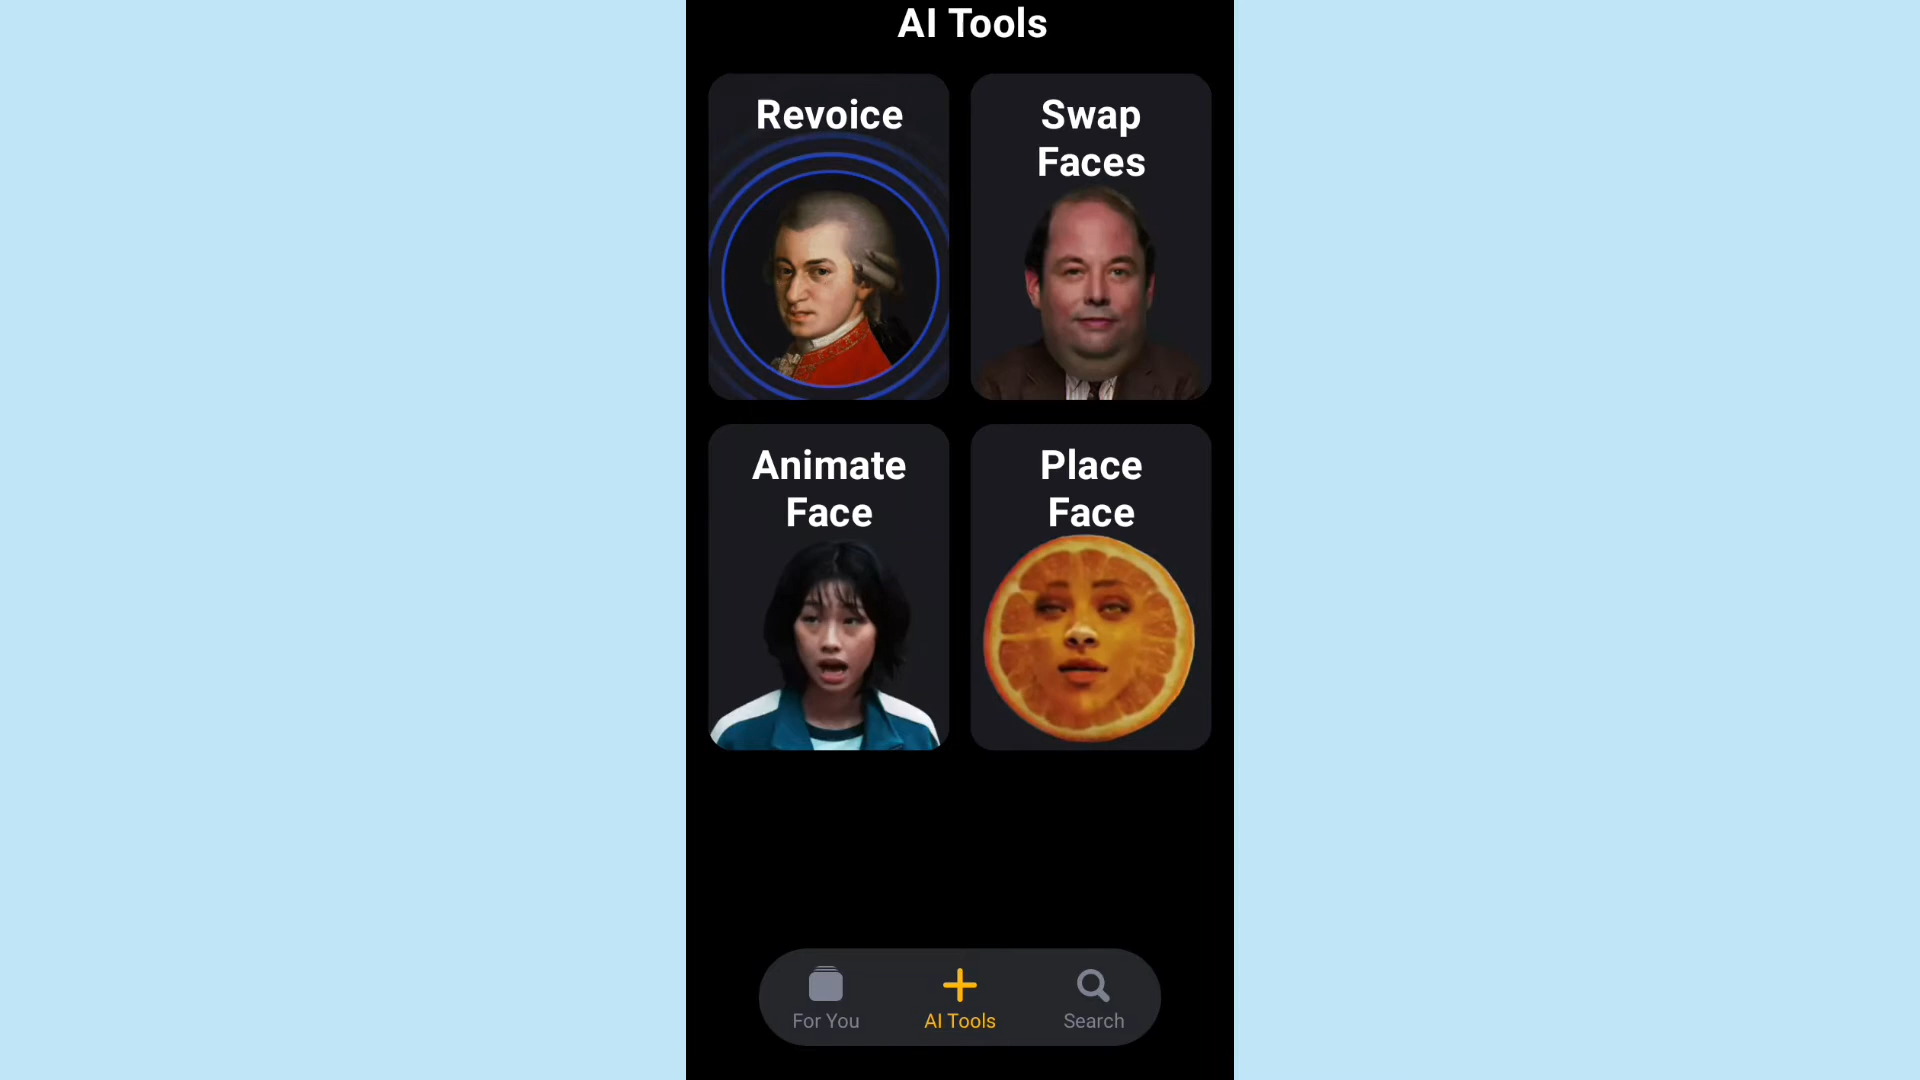 AI Tools
Revoice
Swap
Faces
Animate
Face
Place
Face
For You
AI Tools
Search